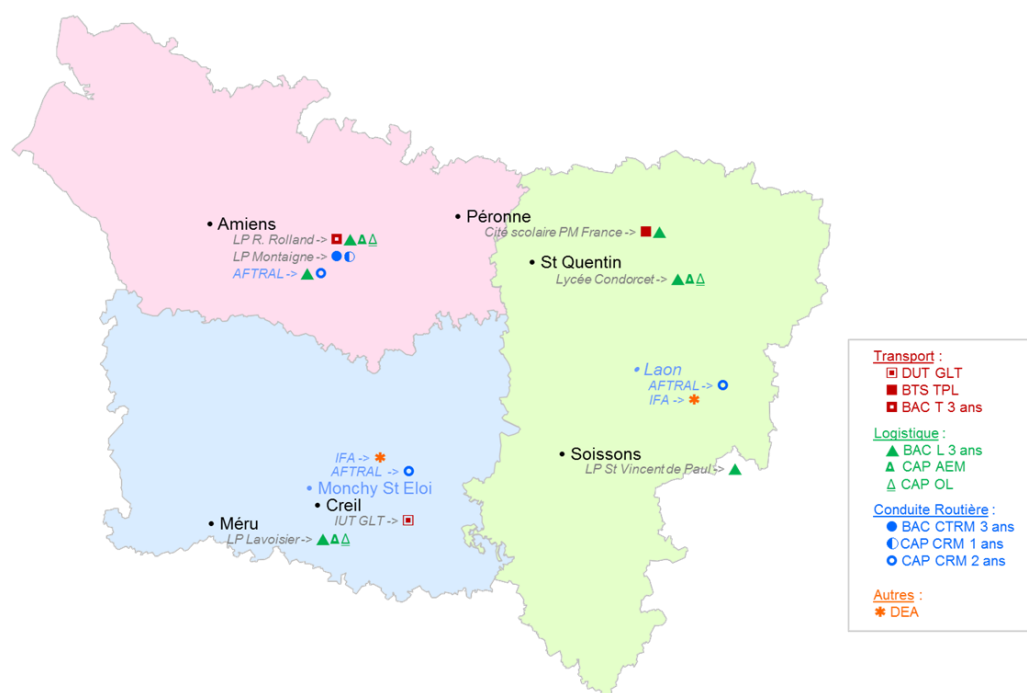 Amiens
LP R. Rolland ->
LP Montaigne ->
AFTRAL ->
Péronne
Cité scolaire PM France ->
St Quentin
Lycée Condorcet ->
Laon
AFTRAL ->
IFA ->
Soissons
LP St Vincent de Paul ->
IFA ->
AFTRAL ->
Monchy St Eloi
Creil
IUT GLT ->
Méru
LP Lavoisier ->
Transport :
DUT GLT
BTS TPL
BAC T 3 ans
Logistique :
BAC L 3 ans
CAP AEM
CAP OL
Conduite Routière :
BAC CTRM 3 ans
CAP CRM 1 ans
CAP CRM 2 ans
Autres :
DEA